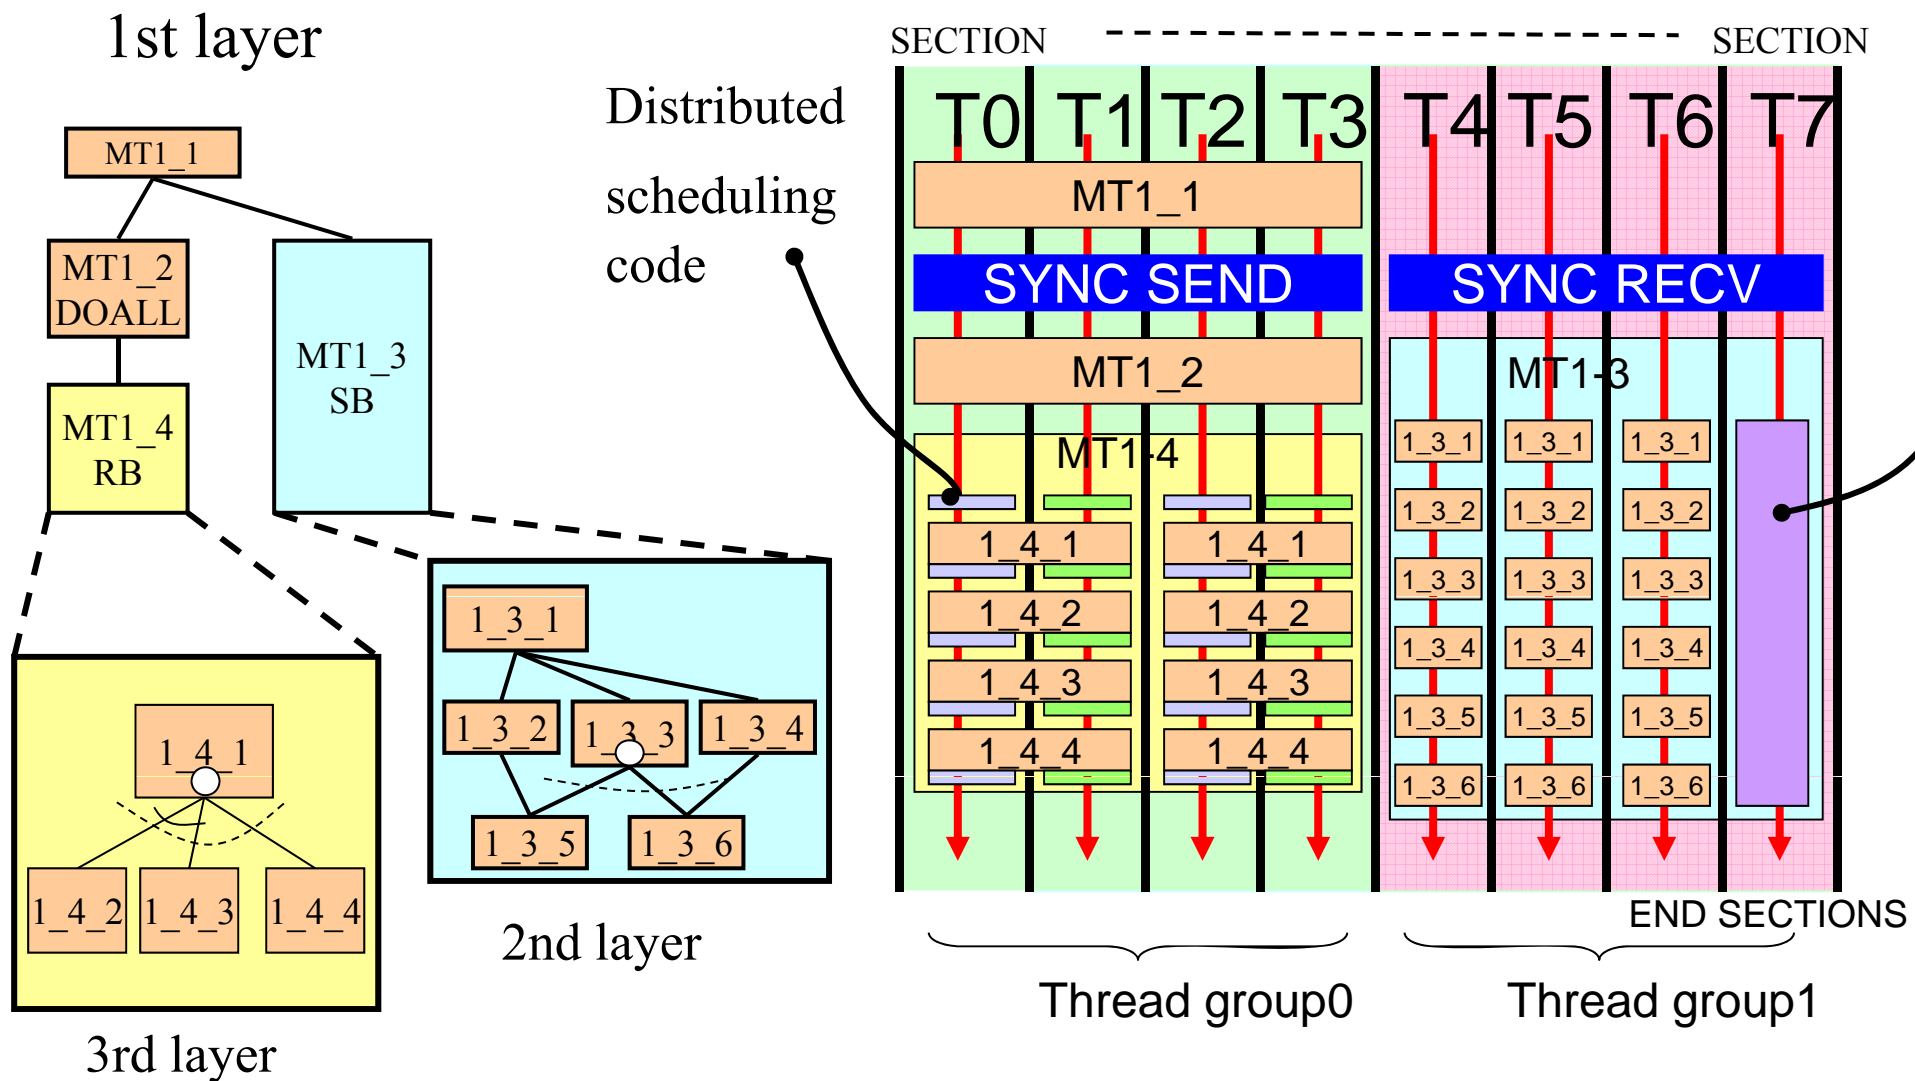 1st layer
MT1_1
MT1_2
DOALL
MT1_3
SB
MT1_4
RB
1_3_1
1_3_2
1_3_3
1_3_4
1_3_5
1_3_6
2nd layer
1_4_1
1_4_2
1_4_3
1_4_4
3rd layer
Distributed
scheduling
code
SECTION
SECTION
T0 T1 T2 T3 T4 T5 T6 T7
MT1_1
SYNC SEND
SYNC RECV
MT1_2
MT1-3
MT1-4
1_4_1 1_4_1
1_4_2 1_4_2
1_4_3 1_4_3
1_4_4 1_4_4
1_3_1 1_3_1 1_3_1
1_3_2 1_3_2 1_3_2
1_3_3 1_3_3 1_3_3
1_3_4 1_3_4 1_3_4
1_3_5 1_3_5 1_3_5
1_3_6 1_3_6 1_3_6
END SECTIONS
Thread group0
Thread group1